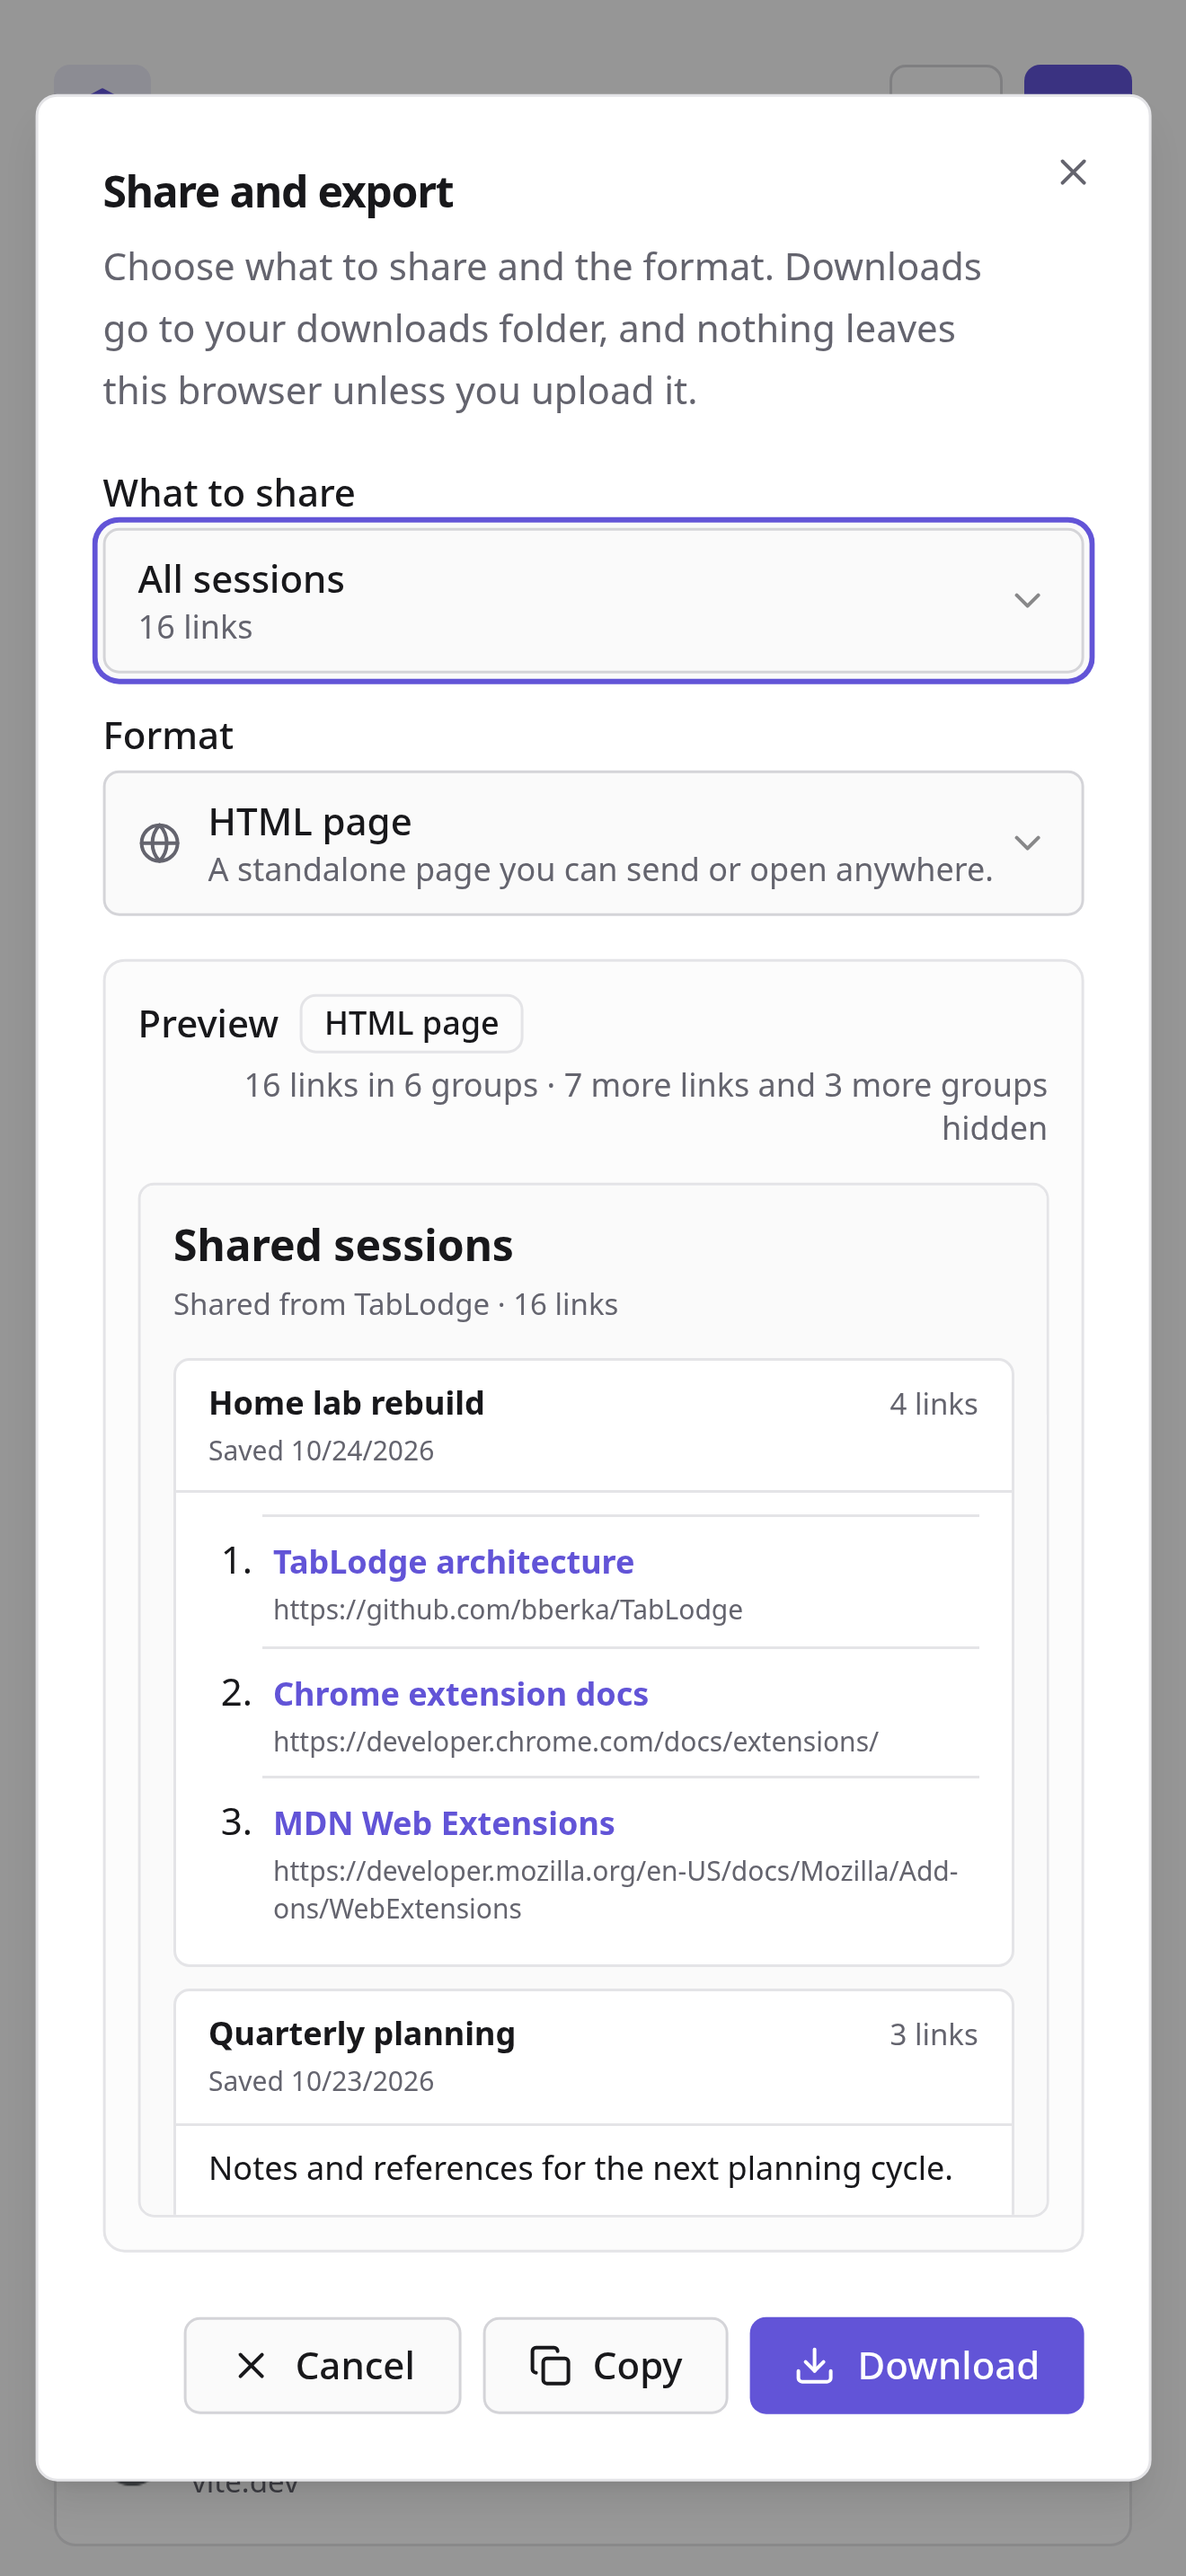 Share and export
Choose what to share and the format. Downloads
go to your downloads folder, and nothing leaves
this browser unless you upload it.
What to share
All sessions
16 links
Format
HTML page
A standalone page you can send or open anywhere.
Preview HTML page
16 links in 6 groups · 7 more links and 3 more groups
hidden
Shared sessions
Shared from TabLodge · 16 links
Home lab rebuild 4 links
Saved 10/24/2026
1. TabLodge architecture
https://github.com/bberka/TabLodge
2. Chrome extension docs
https://developer.chrome.com/docs/extensions/
3. MDN Web Extensions
https://developer.mozilla.org/en-US/docs/Mozilla/Add-
ons/WebExtensions
Quarterly planning 3 links
Saved 10/23/2026
Notes and references for the next planning cycle.
Cancel Copy Download
vite.dev